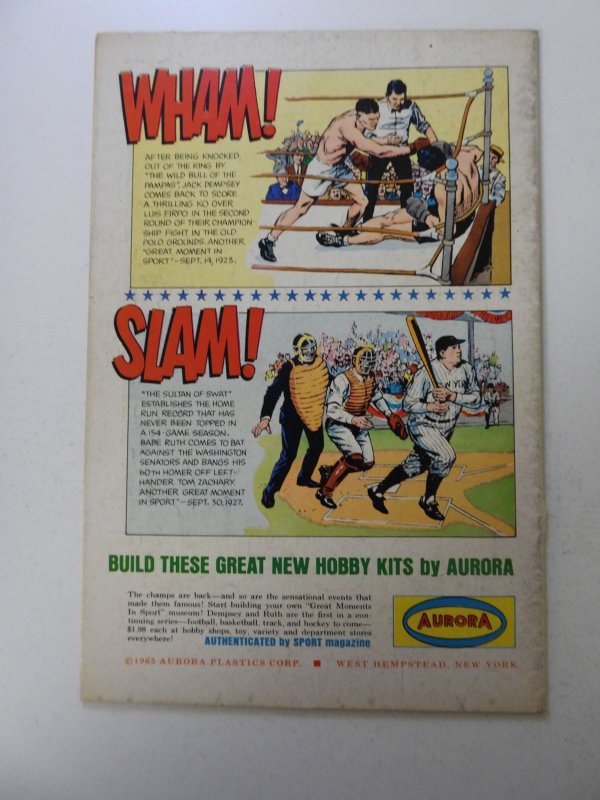 WHAM!
AFTER BEING KNOCKED
OUT OF THE RING BY
"THE WILD BULL OF THE
PAMPAS", JACK DEMPSEY
COMES BACK TO SCORE
A THRILLING KO OVER
LUIS FIRPO IN THE SECOND
ROUND OF THEIR CHAMPION-
SHIP FIGHT IN THE OLD
POLO GROUNDS. ANOTHER
"GREAT MOMENT IN
SPORT"—SEPT. 14, 1923.
SLAM!
"THE SULTAN OF SWAT"
ESTABLISHES THE HOME
RUN RECORD THAT HAS
NEVER BEEN TOPPED IN
A 154-GAME SEASON.
BABE RUTH COMES TO BAT
AGAINST THE WASHINGTON
SENATORS AND BANGS HIS
60TH HOMER OFF LEFT-
HANDER TOM ZACHARY.
ANOTHER GREAT MOMENT
IN SPORT"—SEPT. 30, 1927.
NEW YORK
BUILD THESE GREAT NEW HOBBY KITS by AURORA
The champs are back—and so are the sensational events that
made them famous! Start building your own "Great Moments
In Sport" museum! Dempsey and Ruth are the first in a con-
tinuing series—football, basketball, track, and hockey to come—
$1.98 each at hobby shops, toy, variety and department stores
everywhere! AUTHENTICATED by SPORT magazine
AURORA
©1965 AURORA PLASTICS CORP. ■ WEST HEMPSTEAD, NEW YORK